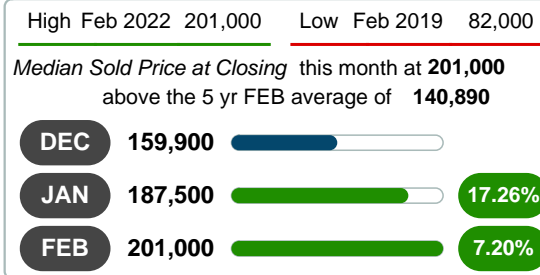 High Feb 2022 201,000 Low Feb 2019 82,000
Median Sold Price at Closing this month at 201,000
above the 5 yr FEB average of 140,890
DEC 159,900
JAN 187,500 17.26%
FEB 201,000 7.20%